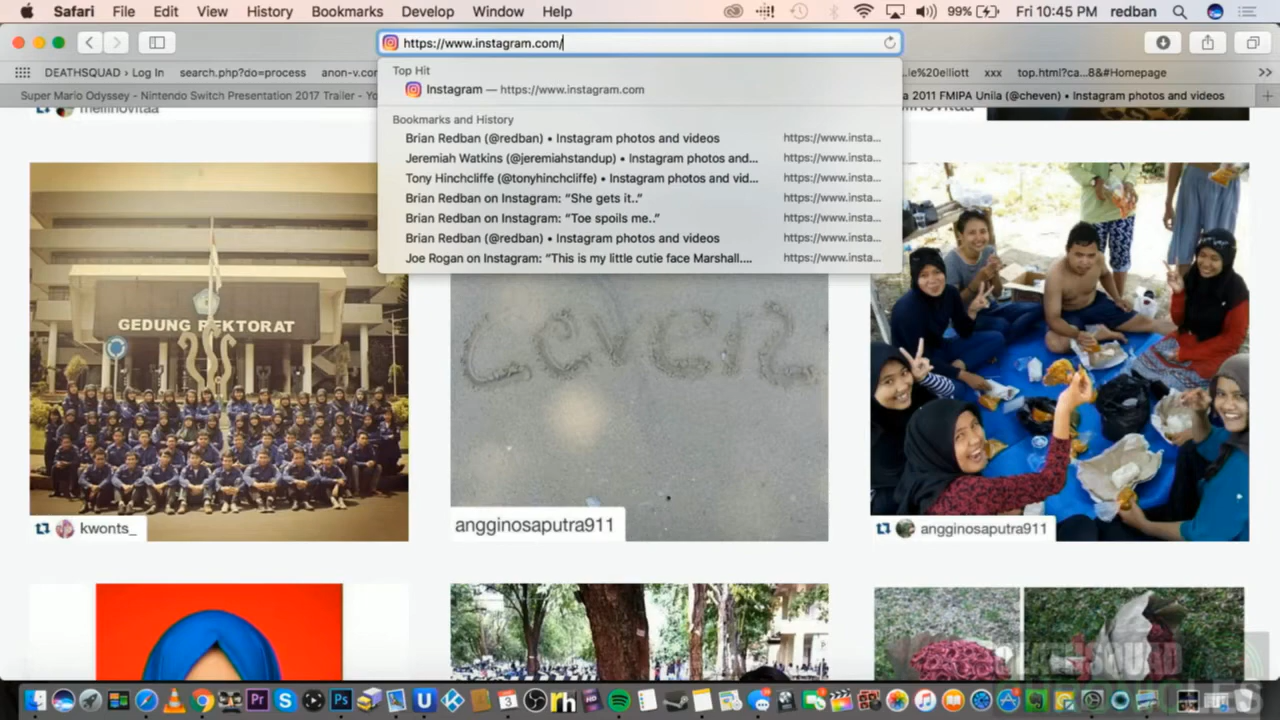 Safari File Edit View History Bookmarks Develop Window Help 99% Fri 10:45 PM redban
https://www.instagram.com/
DEATHSQUAD › Log In search.php?do=process anon-v.co le%20elliott xxx top.html?ca...8&#Homepage
Super Mario Odyssey - Nintendo Switch Presentation 2017 Trailer - Yo a 2011 FMIPA Unila (@cheven) • Instagram photos and videos
Top Hit
Instagram — https://www.instagram.com
Bookmarks and History
Brian Redban (@redban) • Instagram photos and videos https://www.insta...
Jeremiah Watkins (@jeremiahstandup) • Instagram photos and... https://www.insta...
Tony Hinchcliffe (@tonyhinchcliffe) • Instagram photos and vid... https://www.insta...
Brian Redban on Instagram: “She gets it..” https://www.insta...
Brian Redban on Instagram: “Toe spoils me..” https://www.insta...
Brian Redban (@redban) • Instagram photos and videos https://www.insta...
Joe Rogan on Instagram: “This is my little cutie face Marshall.... https://www.insta...
GEDUNG REKTORAT
kwonts_
angginosaputra911
angginosaputra911